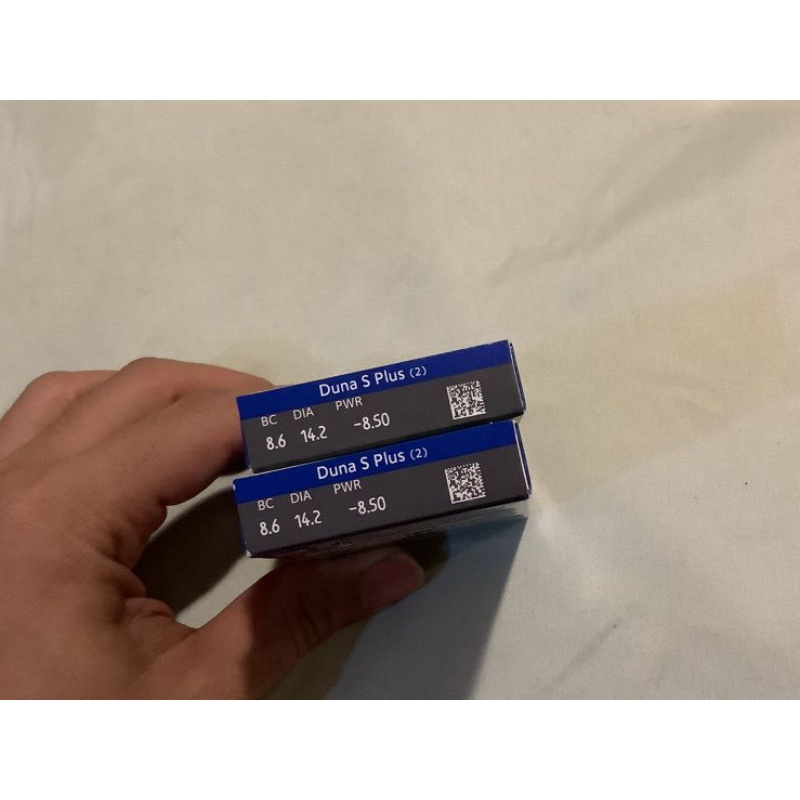 Duna S Plus (2)
BC DIA PWR
8.6 14.2 -8.50
Duna S Plus (2)
BC DIA PWR
8.6 14.2 -8.50